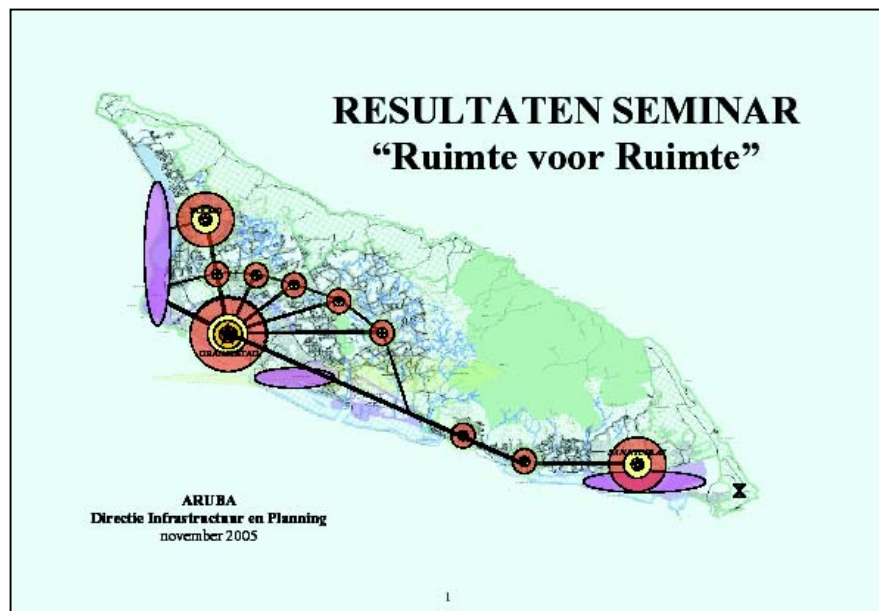 RESULTATEN SEMINAR
“Ruimte voor Ruimte”
ARUBA
Directie Infrastructuur en Planning
november 2005
1